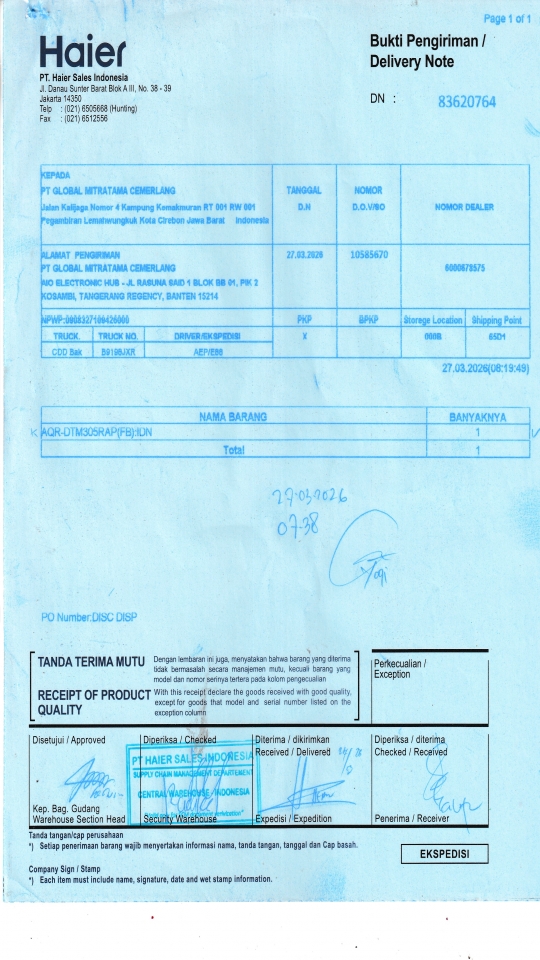 Page 1 of 1
Haier
Bukti Pengiriman /
Delivery Note
PT. Haier Sales Indonesia
Jl. Danau Sunter Barat Blok A III, No. 38 - 39
Jakarta 14350
Telp : (021) 6505668 (Hunting)
Fax : (021) 6512556
DN : 83620764
KEPADA
PT GLOBAL MITRATAMA CEMERLANG
Jalan Kalijaga Nomor 4 Kampung Kemakmuran RT 001 RW 001
Pegambiran Lemahwungkuk Kota Cirebon Jawa Barat Indonesia
TANGGAL D.N
NOMOR D.O.V/SO
NOMOR DEALER
ALAMAT PENGIRIMAN
PT GLOBAL MITRATAMA CEMERLANG
AIO ELECTRONIC HUB - JL RASUNA SAID 1 BLOK BB 01, PIK 2
KOSAMBI, TANGERANG REGENCY, BANTEN 15214
27.03.2026
10585670
6000678575
NPWP:0908327109426000
PKP
BPKP
Storege Location
Shipping Point
TRUCK.
TRUCK NO.
DRIVER/EKSPEDISI
X
65D1
CDD Bak
B9198JXR
27.03.2026(08:19:49)
NAMA BARANG
BANYAKNYA
AQR-DTM305RAP(FB):IDN
1
Total
1
27-03-2026
07-38
Yogi
PO Number:DISC DISP
TANDA TERIMA MUTU
Dengan lembaran ini juga, menyatakan bahwa barang yang diterima
tidak bermasalah secara manajemen mutu, kecuali barang yang
model dan nomor serinya tertera pada kolom pengecualian
RECEIPT OF PRODUCT
QUALITY
With this receipt declare the goods received with good quality,
except for goods that model and serial number listed on the
exception column
Perkecualian /
Exception
Disetujui / Approved
Diperiksa / Checked
Diterima / dikirimkan
Received / Delivered
Diperiksa / diterima
Checked / Received
PT HAIER SALES INDONESIA
SUPPLY CHAIN MANAGEMENT DEPARTEMENT
CENTRAL WAREHOUSE INDONESIA
Kep. Bag. Gudang
Warehouse Section Head
Security Warehouse
Expedisi / Expedition
Penerima / Receiver
Tanda tangan/cap perusahaan
*) Setiap penerimaan barang wajib menyertakan informasi nama, tanda tangan, tanggal dan Cap basah.
EKSPEDISI
Company Sign / Stamp
*) Each item must include name, signature, date and wet stamp information.